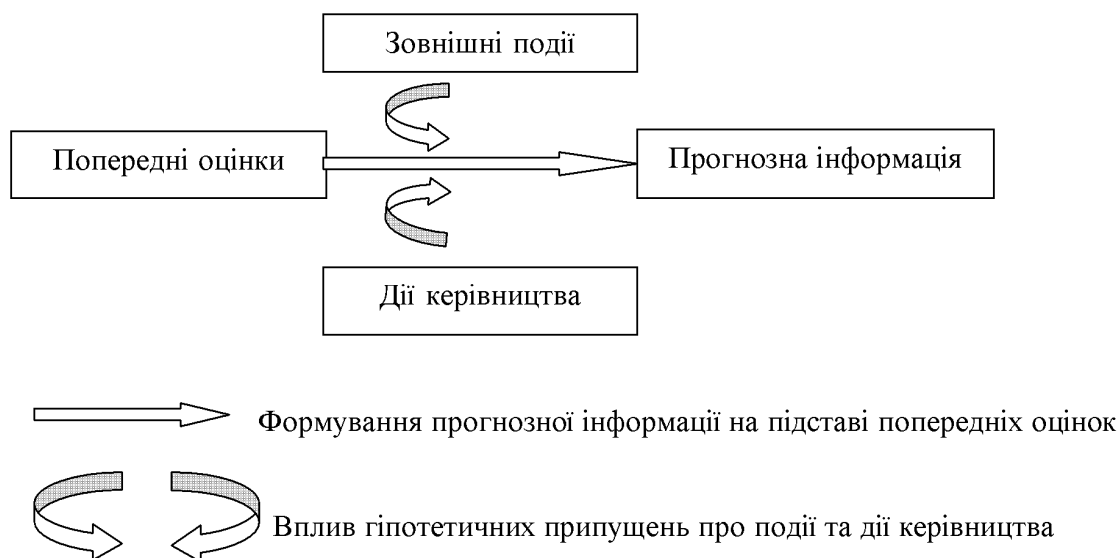 Зовнішні події
Попередні оцінки
Прогнозна інформація
Дії керівництва
Формування прогнозної інформації на підставі попередніх оцінок
Вплив гіпотетичних припущень про події та дії керівництва